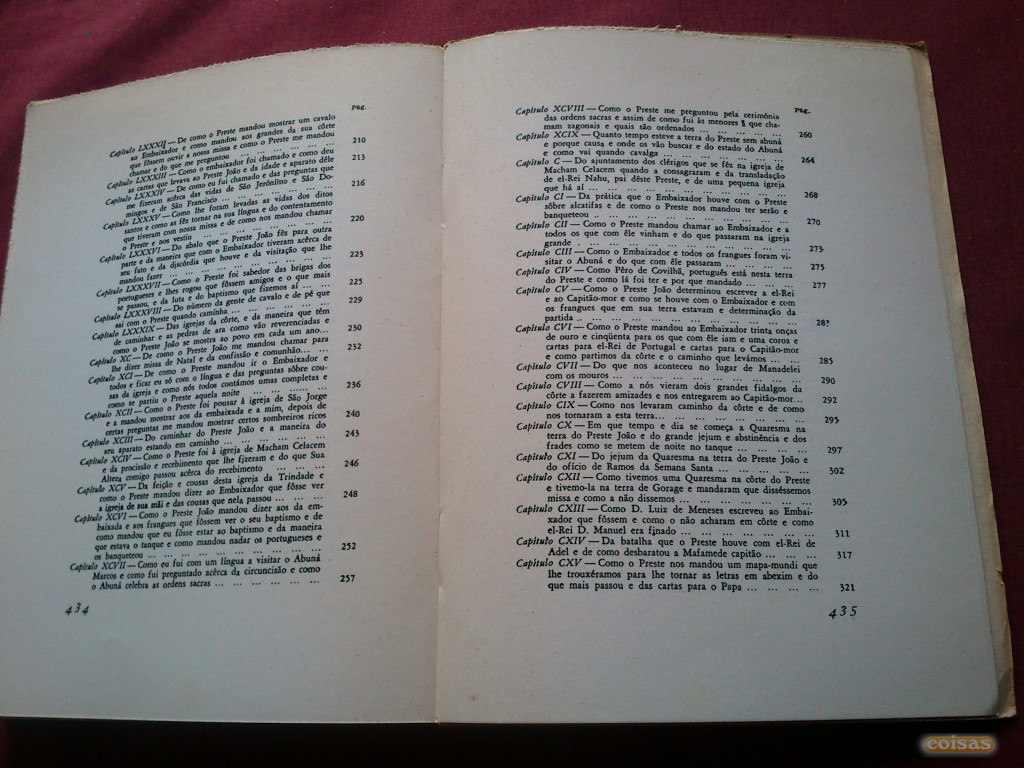 Pág.
Capítulo LXXXII — De como o Preste mandou mostrar um cavalo
ao Embaixador e como mandou aos grandes da sua côrte
que fôssem ouvir a nossa missa e como o Preste me mandou
chamar e do que me preguntou ... 210
Capítulo LXXXIII — Como o embaixador foi chamado e como deu
as cartas que levava ao Preste João e da idade e aparato dêle 213
Capítulo LXXXIV — De como eu fui chamado e das preguntas que
me fizeram acêrca das vidas de São Jerónimo e São Do-
mingos e de São Francisco ... 216
Capítulo LXXXV — Como lhe foram levadas as vidas dos ditos
santos e como as fês tornar na sua língua e do contentamento
que tiveram com nossa missa e de como nos mandou chamar
o Preste e nos vestiu ... 220
Capítulo LXXXVI — Do abalo que o Preste João fês para outra
parte e da maneira que com o Embaixador tiveram acêrca de
seu fato e da discórdia que houve e da visitação que lhe
mandou fazer ... 223
Capítulo LXXXVII — Como o Preste foi sabedor das brigas dos
portugueses e lhes rogou que fôssem amigos e o que mais
se passou, e da luta e do baptismo que fizemos aí ... 225
Capítulo LXXXVIII — Do número da gente de cavalo e de pé que
sai com o Preste quando caminha ... 229
Capítulo LXXXIX — Das igrejas da côrte, e da maneira que têm
de caminhar e as pedras de ara como vão reverenciadas e
como o Preste João se mostra ao povo em cada um ano... 230
Capítulo XC — De como o Preste João me mandou chamar para
lhe dizer missa de Natal e da confissão e comunhão... 232
Capítulo XCI — De como o Preste mandou ir o Embaixador e
todos e ficar eu só com o língua e das preguntas sôbre cou-
sas da igreja e como nós todos contámos umas completas e
como se partiu o Preste aquela noite ... 236
Capítulo XCII — Como o Preste foi pousar à igreja de São Jorge
e a mandou mostrar aos da embaixada e a mim, depois de
certas preguntas me mandou mostrar certos sombreiros ricos 240
Capítulo XCIII — Do caminhar do Preste João e a maneira do
seu aparato estando em caminho ... 243
Capítulo XCIV — Como o Preste foi à igreja de Macham Celacem
e da procissão e recebimento que lhe fizeram e do que Sua
Alteza comigo passou acêrca do recebimento ... 246
Capítulo XCV — Da feição e cousas desta igreja da Trindade e
como o Preste mandou dizer ao Embaixador que fôsse ver
a igreja de sua mãi e das cousas que nela passou ... 248
Capítulo XCVI — Como o Preste João mandou dizer aos da em-
baixada e aos frangues que fôssem ver o seu baptismo e de
como mandou que eu fôsse estar ao baptismo e da maneira
que estava o tanque e como mandou nadar os portugueses e
os banqueteou ... 252
Capítulo XCVII — Como eu fui com um língua a visitar o Abuná
Marcos e como fui preguntado acêrca da circuncisão e como
o Abuná celebra as ordens sacras ... 257
434
Pág.
Capítulo XCVIII — Como o Preste me preguntou pela cerimónia
das ordens sacras e assim de como fui às menores a que cha-
mam zagonais e quais são ordenados ... 260
Capítulo XCIX — Quanto tempo esteve a terra do Preste sem abuná
e porque causa e onde os vão buscar e do estado do Abuná
e como vai quando cavalga ... 264
Capítulo C — Do ajuntamento dos clérigos que se fêz na igreja de
Macham Celacem quando a consagraram e da transladação
de el-Rei Nahu, pai dêste Preste, e de uma pequena igreja
que há aí ... 268
Capítulo CI — Da prática que o Embaixador houve com o Preste
sôbre alcatifas e de como o Preste nos mandou ter serão e
banqueteou ... 270
Capítulo CII — Como o Preste mandou chamar ao Embaixador e a
todos os que com êle vinham e do que passaram na igreja
grande ... 273
Capítulo CIII — Como o Embaixador e todos os frangues foram vi-
sitar o Abuná e do que com êle passaram ... 275
Capítulo CIV — Como Pêro de Covilhã, português está nesta terra
do Preste e como lá foi ter e por que mandado ... 277
Capítulo CV — Como o Preste João determinou escrever a el-Rei
e ao Capitão-mor e como se houve com o Embaixador e com
os frangues que em sua terra estavam e determinação da
partida ... 283
Capítulo CVI — Como o Preste mandou ao Embaixador trinta onças
de ouro e cinqüenta para os que com êle iam e uma coroa e
cartas para el-Rei de Portugal e cartas para o Capitão-mor
e como partimos da côrte e o caminho que levámos ... 285
Capítulo CVII — Do que nos aconteceu no lugar de Manadelei
com os mouros ... 290
Capítulo CVIII — Como a nós vieram dois grandes fidalgos da
côrte a fazerem amizades e nos entregarem ao Capitão-mor... 292
Capítulo CIX — Como nos levaram caminho da côrte e de como
nos tornaram a esta terra... 295
Capítulo CX — Em que tempo e dia se começa a Quaresma na
terra do Preste João e do grande jejum e abstinência e dos
frades como se metem de noite no tanque ... 297
Capítulo CXI — Do jejum da Quaresma na terra do Preste João e
do ofício de Ramos da Semana Santa ... 302
Capítulo CXII — Como tivemos uma Quaresma na côrte do Preste
e tivemo-la na terra de Gorage e mandaram que disséssemos
missa e como a não dissemos ... 305
Capítulo CXIII — Como D. Luiz de Meneses escreveu ao Embai-
xador que fôssem e como o não acharam em côrte e como
el-Rei D. Manuel era finado ... 311
Capítulo CXIV — Da batalha que o Preste houve com el-Rei de
Adel e de como desbaratou a Mafamede capitão ... 317
Capítulo CXV — Como o Preste nos mandou um mapa-mundi que
lhe trouxéramos para lhe tornar as letras em abexim e do
que mais passou e das cartas para o Papa ... 321
435
coisas